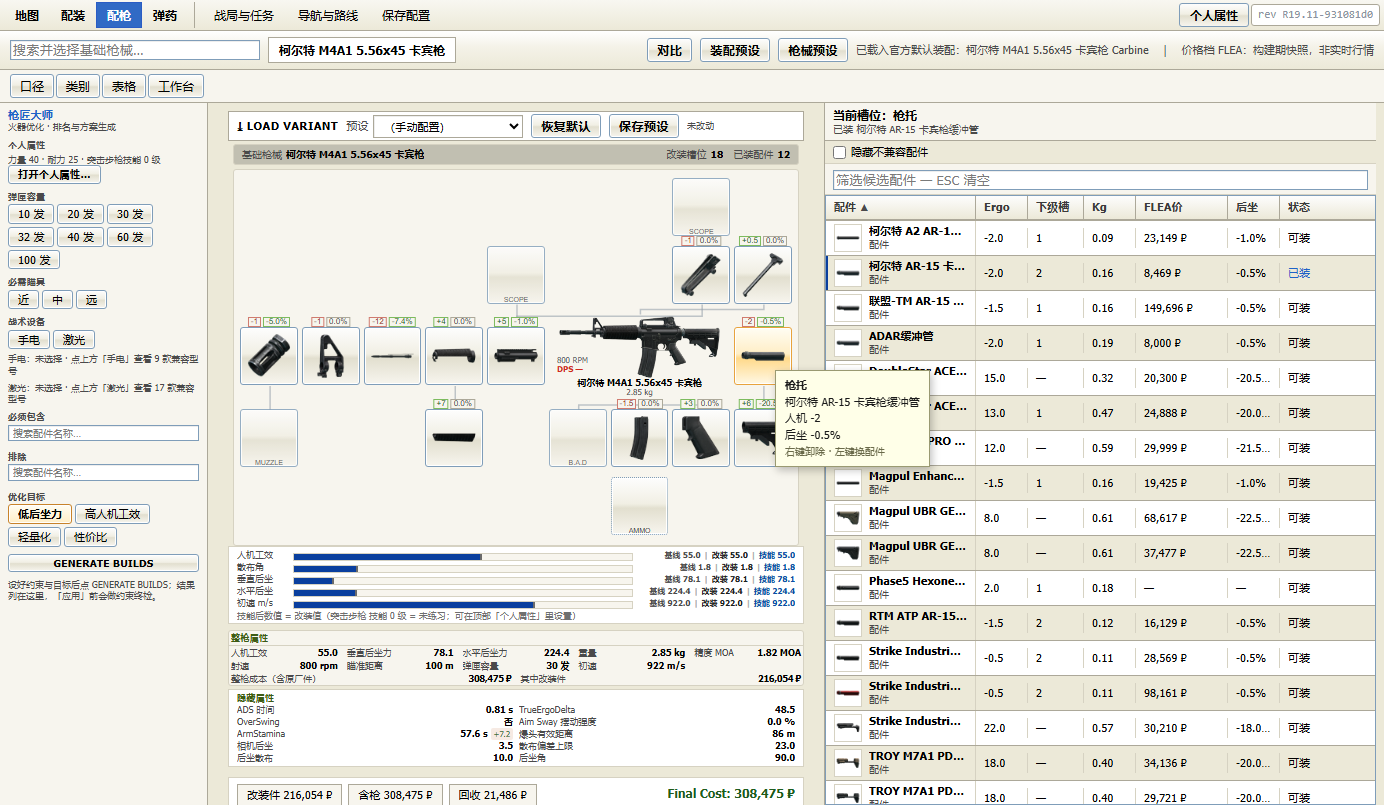 地图 配装 配枪 弹药 战局与任务 导航与路线 保存配置 个人属性 rev R19.11-931081d0
搜索并选择基础枪械... 柯尔特 M4A1 5.56x45 卡宾枪 对比 装配预设 枪械预设 已载入官方默认装配：柯尔特 M4A1 5.56x45 卡宾枪 Carbine | 价格档 FLEA：构建期快照，非实时行情
口径 类别 表格 工作台
枪匠大师
火器优化 · 排名与方案生成
个人属性
力量 40 · 耐力 25 · 突击步枪技能 0 级
打开个人属性...
弹匣容量
10 发 20 发 30 发
32 发 40 发 60 发
100 发
必需瞄具
近 中 远
战术设备
手电 激光
手电：未选择 · 点上方「手电」查看 9 款兼容型号
激光：未选择 · 点上方「激光」查看 17 款兼容型号
必须包含
搜索配件名称...
排除
搜索配件名称...
优化目标
低后坐力 高人机工效
轻量化 性价比
GENERATE BUILDS
设好约束与目标后点 GENERATE BUILDS；结果列在这里，「应用」前会做约束终检。
⤓ LOAD VARIANT 预设 （手动配置） 恢复默认 保存预设 未改动
基础枪械 柯尔特 M4A1 5.56x45 卡宾枪 改装槽位 18 已装配件 12
SCOPE
-1 0.0% +0.5 0.0%
SCOPE
-1 -5.0% -1 0.0% -12 -7.4% +4 0.0% +5 -1.0% -2 -0.5%
800 RPM
DPS —
柯尔特 M4A1 5.56x45 卡宾枪
2.85 kg
+7 0.0% -1.5 0.0% +3 0.0% +6
MUZZLE B.A.D
AMMO
枪托
柯尔特 AR-15 卡宾枪缓冲管
人机 -2
后坐 -0.5%
右键卸除 · 左键换配件
人机工效 基线 55.0 | 改装 55.0 | 技能 55.0
散布角 基线 1.8 | 改装 1.8 | 技能 1.8
垂直后坐 基线 78.1 | 改装 78.1 | 技能 78.1
水平后坐 基线 224.4 | 改装 224.4 | 技能 224.4
初速 m/s 基线 922.0 | 改装 922.0 | 技能 922.0
技能后数值 = 改装值（突击步枪 技能 0 级 = 未练习；可在顶部「个人属性」里设置）
整枪属性
人机工效 55.0 垂直后坐力 78.1 水平后坐力 224.4 重量 2.85 kg 精度 MOA 1.82 MOA
射速 800 rpm 瞄准距离 100 m 弹匣容量 30 发 初速 922 m/s
整枪成本（含原厂件） 308,475 ₽ 其中改装件 216,054 ₽
隐藏属性
ADS 时间 0.81 s TrueErgoDelta 48.5
OverSwing 否 Aim Sway 摆动强度 0.0 %
ArmStamina 57.6 s +7.2 爆头有效距离 86 m
相机后坐 3.5 散布偏差上限 23.0
后坐散布 10.0 后坐角 90.0
改装件 216,054 ₽ 含枪 308,475 ₽ 回收 21,486 ₽ Final Cost: 308,475 ₽
当前槽位：枪托
已装 柯尔特 AR-15 卡宾枪缓冲管
隐藏不兼容配件
筛选候选配件 — ESC 清空
配件 ▲ Ergo 下级槽 Kg FLEA价 后坐 状态
柯尔特 A2 AR-1... 配件 -2.0 1 0.09 23,149 ₽ -1.0% 可装
柯尔特 AR-15 卡... 配件 -2.0 2 0.16 8,469 ₽ -0.5% 已装
联盟-TM AR-15 ... 配件 -1.5 1 0.16 149,696 ₽ -0.5% 可装
ADAR缓冲管 配件 -2.0 1 0.19 8,000 ₽ -0.5% 可装
ACE... 15.0 — 0.32 20,300 ₽ -20.5... 可装
ACE... 13.0 1 0.47 24,888 ₽ -20.0... 可装
PRO ... 12.0 — 0.59 29,999 ₽ -21.5... 可装
Magpul Enhanc... 配件 -1.5 1 0.16 19,425 ₽ -1.0% 可装
Magpul UBR GE... 配件 8.0 — 0.61 68,617 ₽ -22.5... 可装
Magpul UBR GE... 配件 8.0 — 0.61 37,477 ₽ -22.5... 可装
Phase5 Hexone... 配件 2.0 1 0.18 — — 可装
RTM ATP AR-15... 配件 -1.5 2 0.12 16,129 ₽ -0.5% 可装
Strike Industri... 配件 -0.5 2 0.11 28,569 ₽ -0.5% 可装
Strike Industri... 配件 -0.5 2 0.11 98,161 ₽ -0.5% 可装
Strike Industri... 配件 22.0 — 0.57 30,210 ₽ -18.0... 可装
TROY M7A1 PD... 配件 18.0 — 0.40 34,136 ₽ -20.0... 可装
TROY M7A1 PD... 18.0 — 0.40 29,721 ₽ -20.0... 可装